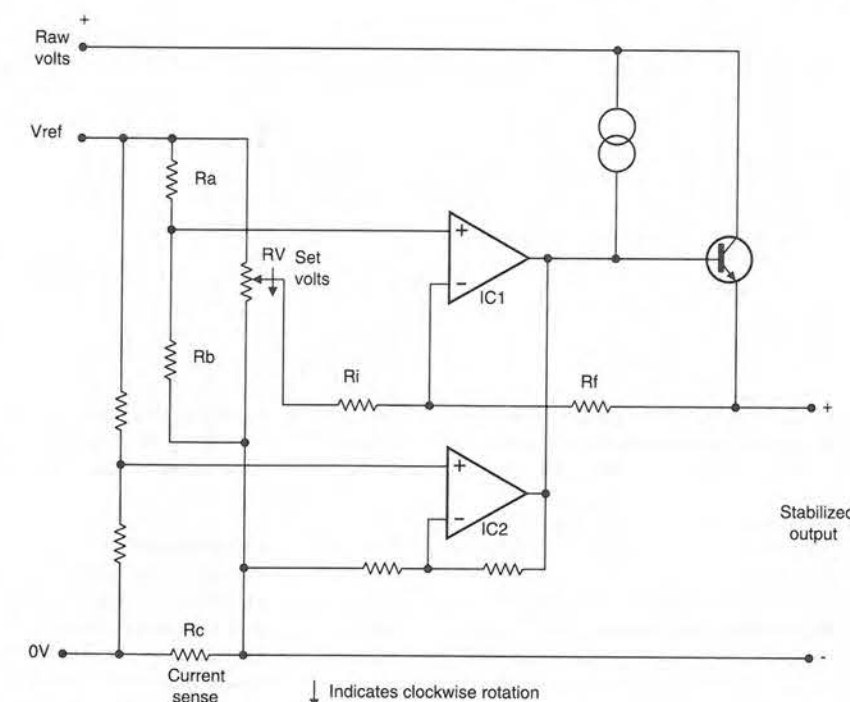 +
Raw
volts
Vref
Ra
+
RV
Set
volts
-
IC1
Rb
Ri
Rf
+
+
-
IC2
Stabilized
output
Rc
0V
-
Current
sense
↓ Indicates clockwise rotation